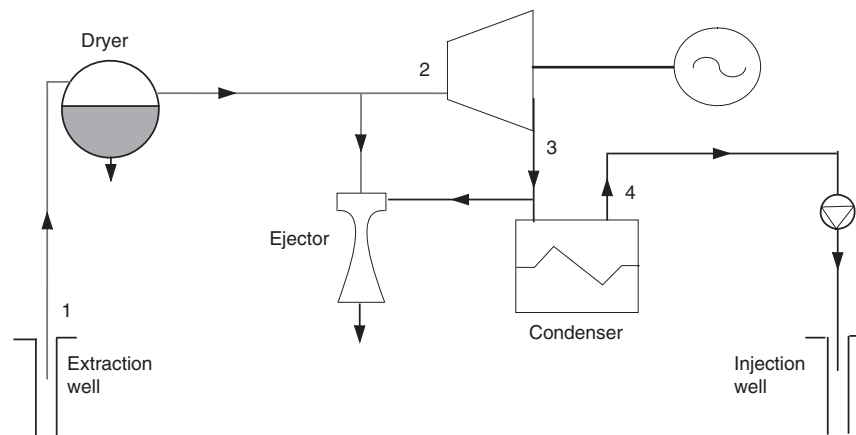 Dryer
2
3
4
Ejector
1
Condenser
Extraction
well
Injection
well